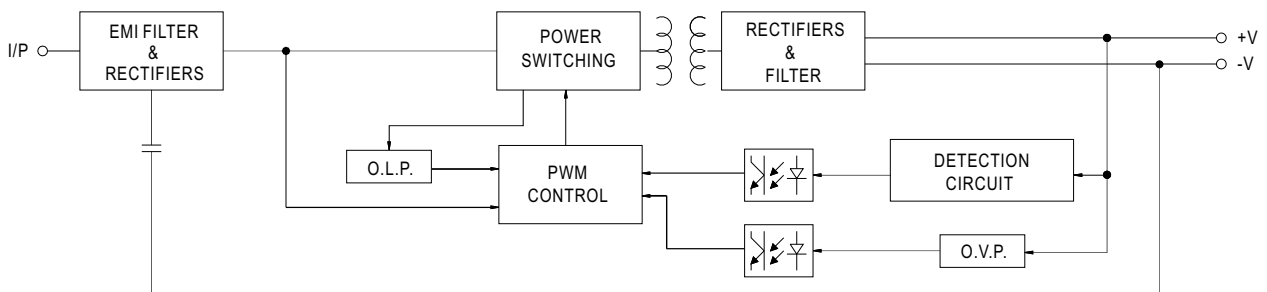 I/P
EMI FILTER
&
RECTIFIERS
POWER
SWITCHING
RECTIFIERS
&
FILTER
+V
-V
O.L.P.
PWM
CONTROL
DETECTION
CIRCUIT
O.V.P.